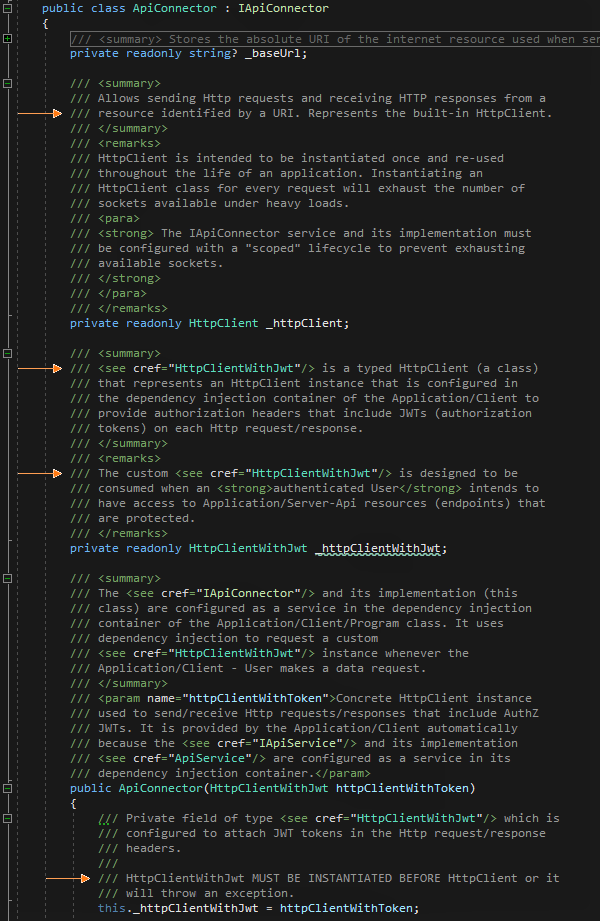 public class ApiConnector : IApiConnector
{
/// <summary> Stores the absolute URI of the internet resource used when sen
private readonly string? _baseUrl;
/// <summary>
/// Allows sending Http requests and receiving HTTP responses from a
/// resource identified by a URI. Represents the built-in HttpClient.
/// </summary>
/// <remarks>
/// HttpClient is intended to be instantiated once and re-used
/// throughout the life of an application. Instantiating an
/// HttpClient class for every request will exhaust the number of
/// sockets available under heavy loads.
/// <para>
/// <strong> The IApiConnector service and its implementation must
/// be configured with a "scoped" lifecycle to prevent exhausting
/// available sockets.
/// </strong>
/// </para>
/// </remarks>
private readonly HttpClient _httpClient;
/// <summary>
/// <see cref="HttpClientWithJwt"/> is a typed HttpClient (a class)
/// that represents an HttpClient instance that is configured in
/// the dependency injection container of the Application/Client to
/// provide authorization headers that include JWTs (authorization
/// tokens) on each Http request/response.
/// </summary>
/// <remarks>
/// The custom <see cref="HttpClientWithJwt"/> is designed to be
/// consumed when an <strong>authenticated User</strong> intends to
/// have access to Application/Server-Api resources (endpoints) that
/// are protected.
/// </remarks>
private readonly HttpClientWithJwt _httpClientWithJwt;
/// <summary>
/// The <see cref="IApiConnector"/> and its implementation (this
/// class) are configured as a service in the dependency injection
/// container of the Application/Client/Program class. It uses
/// dependency injection to request a custom
/// <see cref="HttpClientWithJwt"/> instance whenever the
/// Application/Client - User makes a data request.
/// </summary>
/// <param name="httpClientWithToken">Concrete HttpClient instance
/// used to send/receive Http requests/responses that include AuthZ
/// JWTs. It is provided by the Application/Client automatically
/// because the <see cref="IApiService"/> and its implementation
/// <see cref="ApiService"/> are configured as a service in its
/// dependency injection container.</param>
public ApiConnector(HttpClientWithJwt httpClientWithToken)
{
/// Private field of type <see cref="HttpClientWithJwt"/> which is
/// configured to attach JWT tokens in the Http request/response
/// headers.
///
/// HttpClientWithJwt MUST BE INSTANTIATED BEFORE HttpClient or it
/// will throw an exception.
this._httpClientWithJwt = httpClientWithToken;